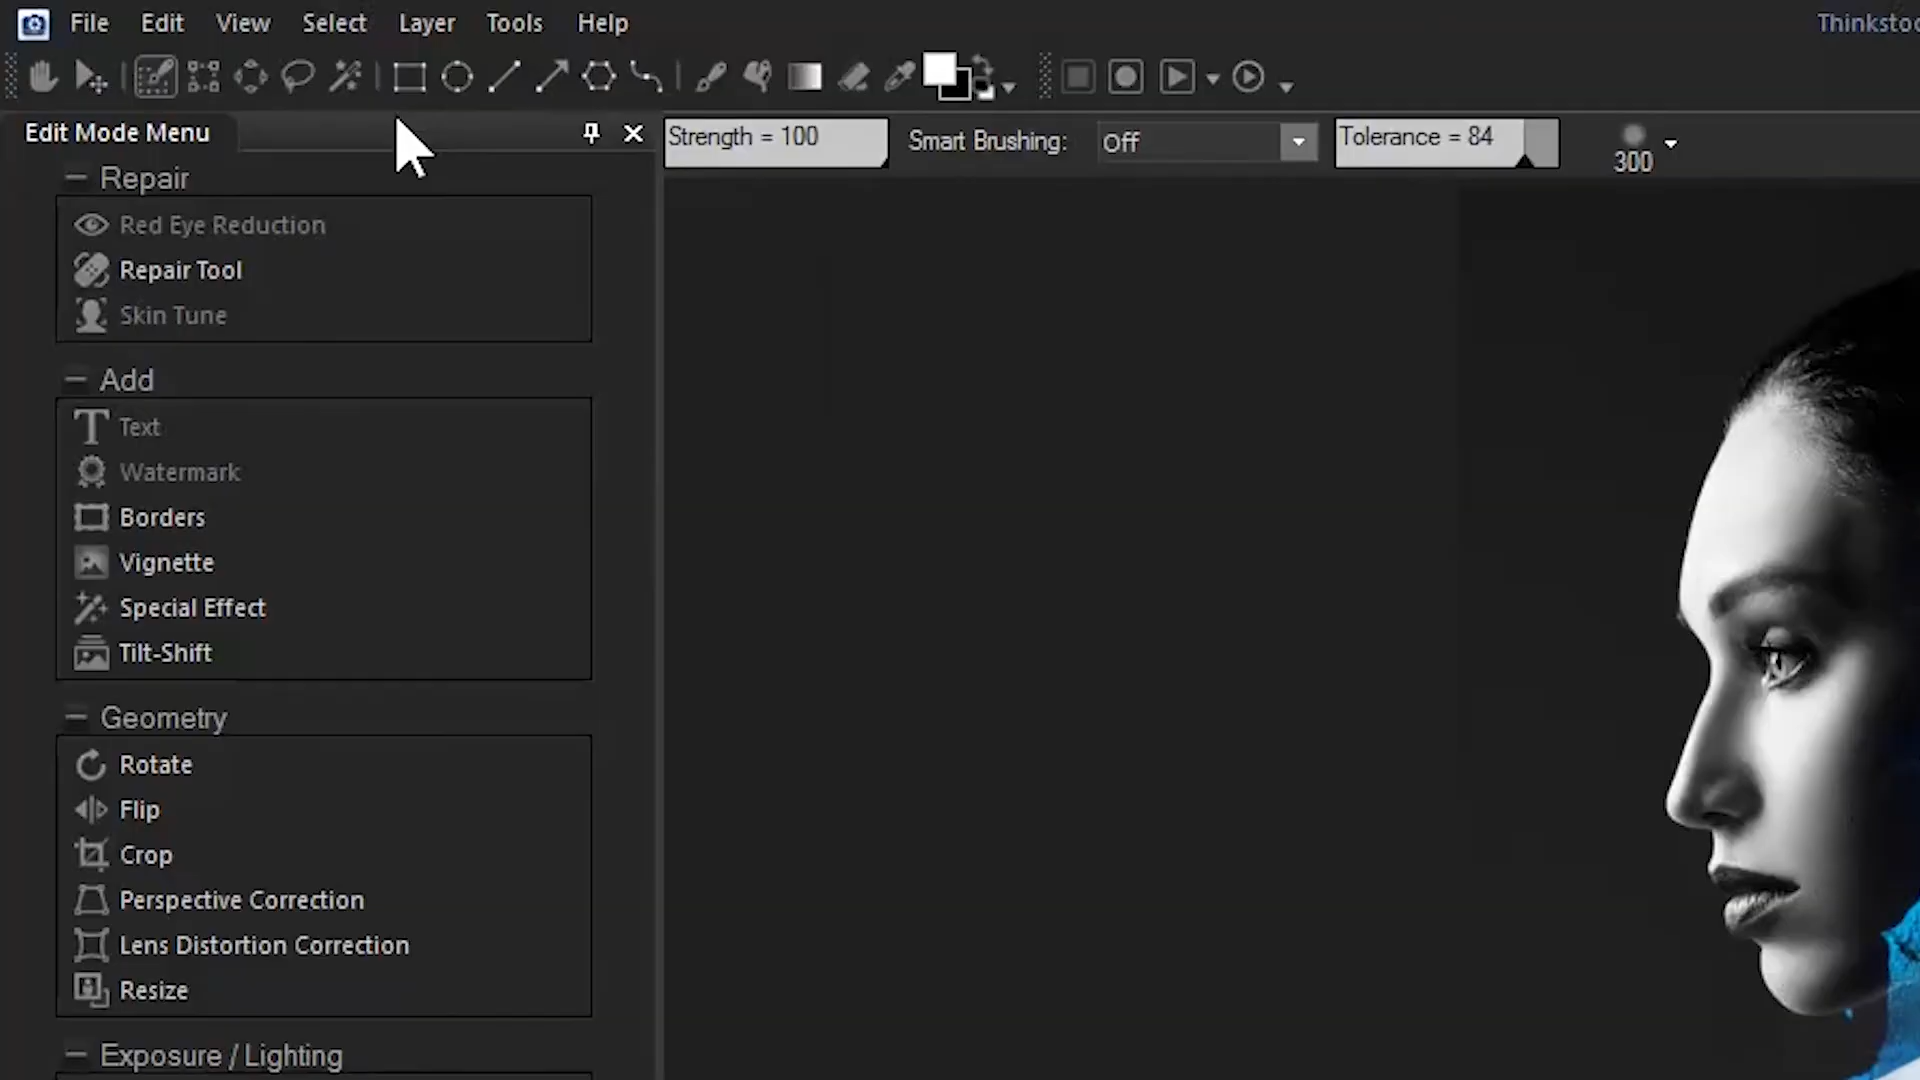 File Edit View Select Layer Tools Help
Edit Mode Menu
Strength = 100 Smart Brushing: Off Tolerance = 84 300
Repair
Red Eye Reduction
Repair Tool
Skin Tune
Add
Text
Watermark
Borders
Vignette
Special Effect
Tilt-Shift
Geometry
Rotate
Flip
Crop
Perspective Correction
Lens Distortion Correction
Resize
Exposure / Lighting